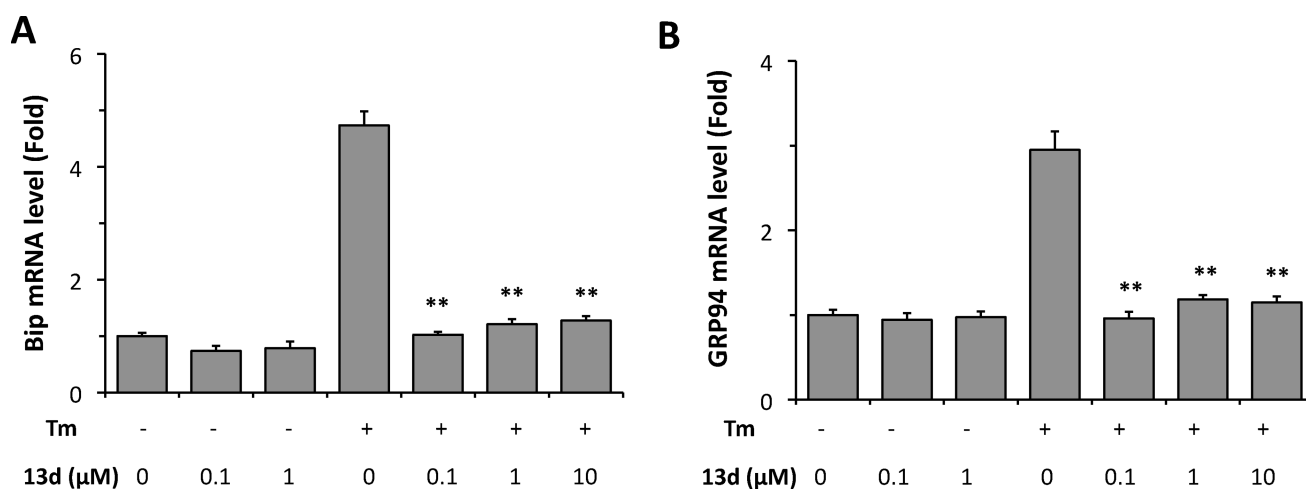 A
Bip mRNA level (Fold)
6
4
2
0
** ** **
Tm - - - + + + +
13d (μM) 0 0.1 1 0 0.1 1 10
B
GRP94 mRNA level (Fold)
4
2
0
** ** **
Tm - - - + + + +
13d (μM) 0 0.1 1 0 0.1 1 10